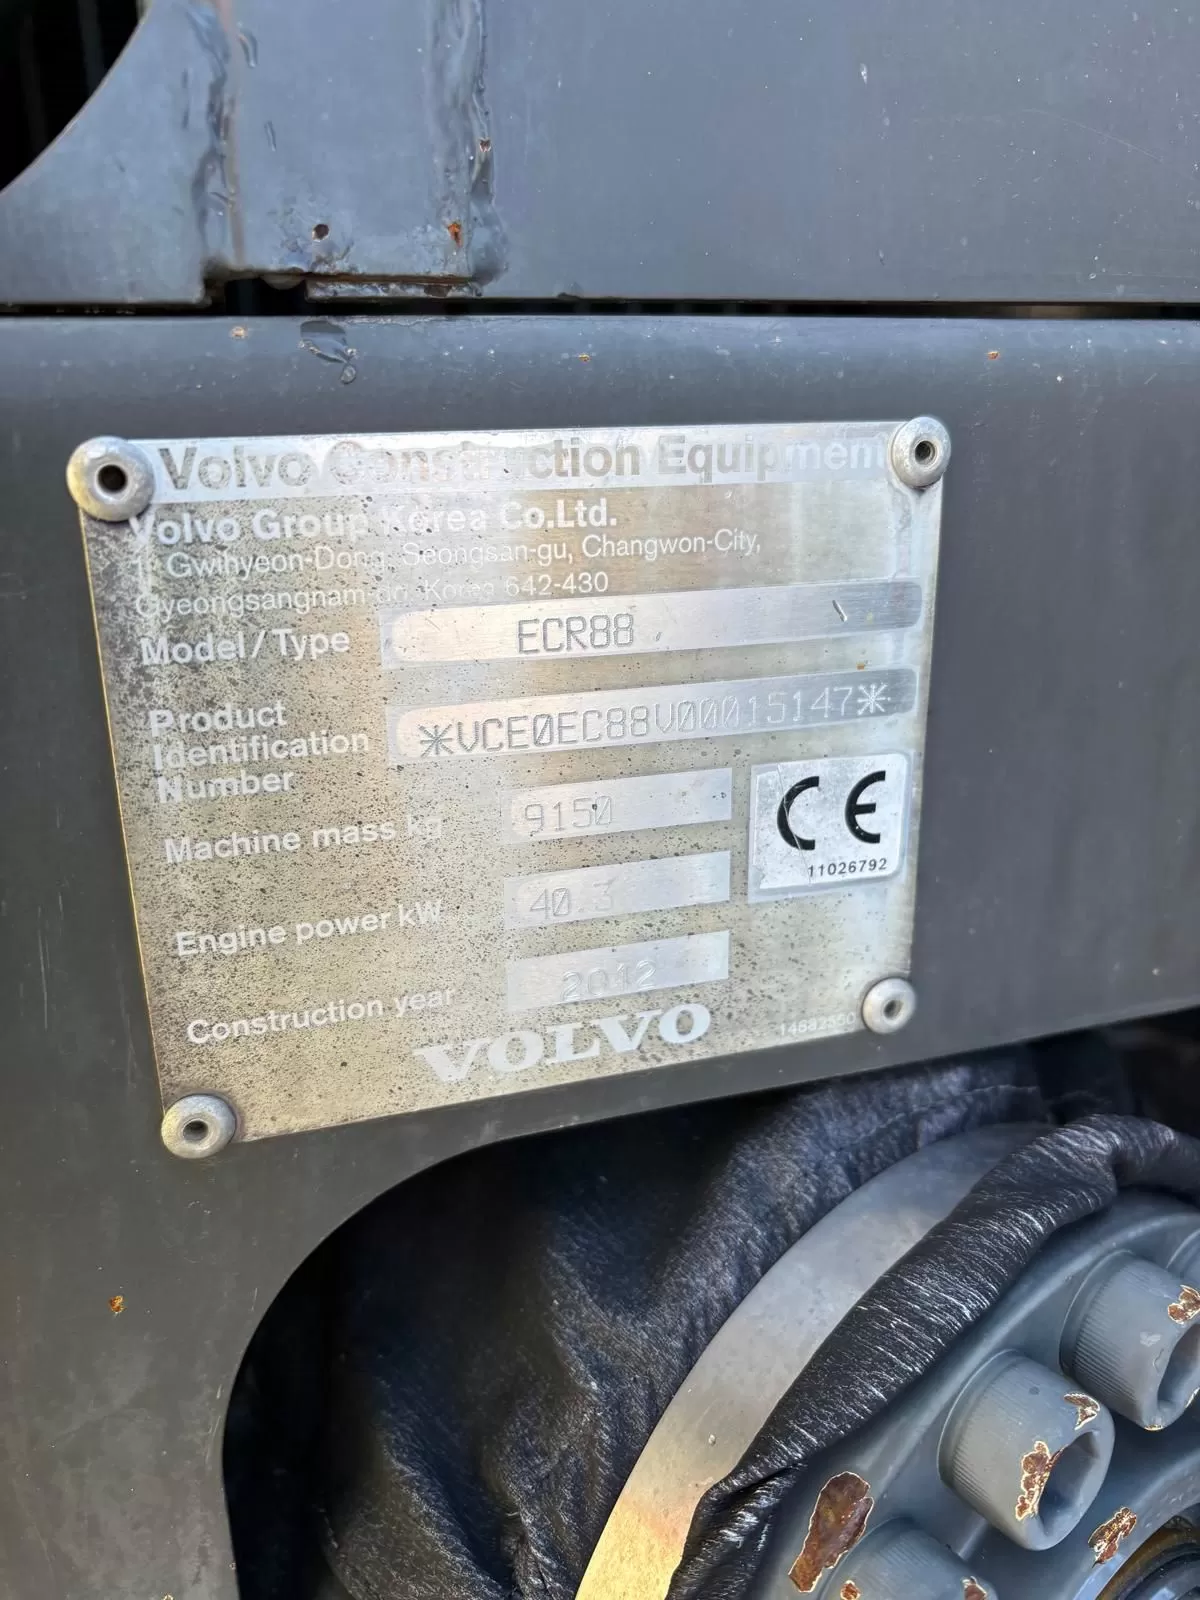 Volvo Construction Equipment
Volvo Group Korea Co.Ltd.
1, Gwihyeon-Dong, Seongsan-gu, Changwon-City,
Gyeongsangnam-do, Korea 642-430
Model/Type ECR88
Product
Identification
Number
*VCE0EC88V00015147*
Machine mass kg 9150
CE
11026792
Engine power kW 40.3
Construction year 2012
VOLVO